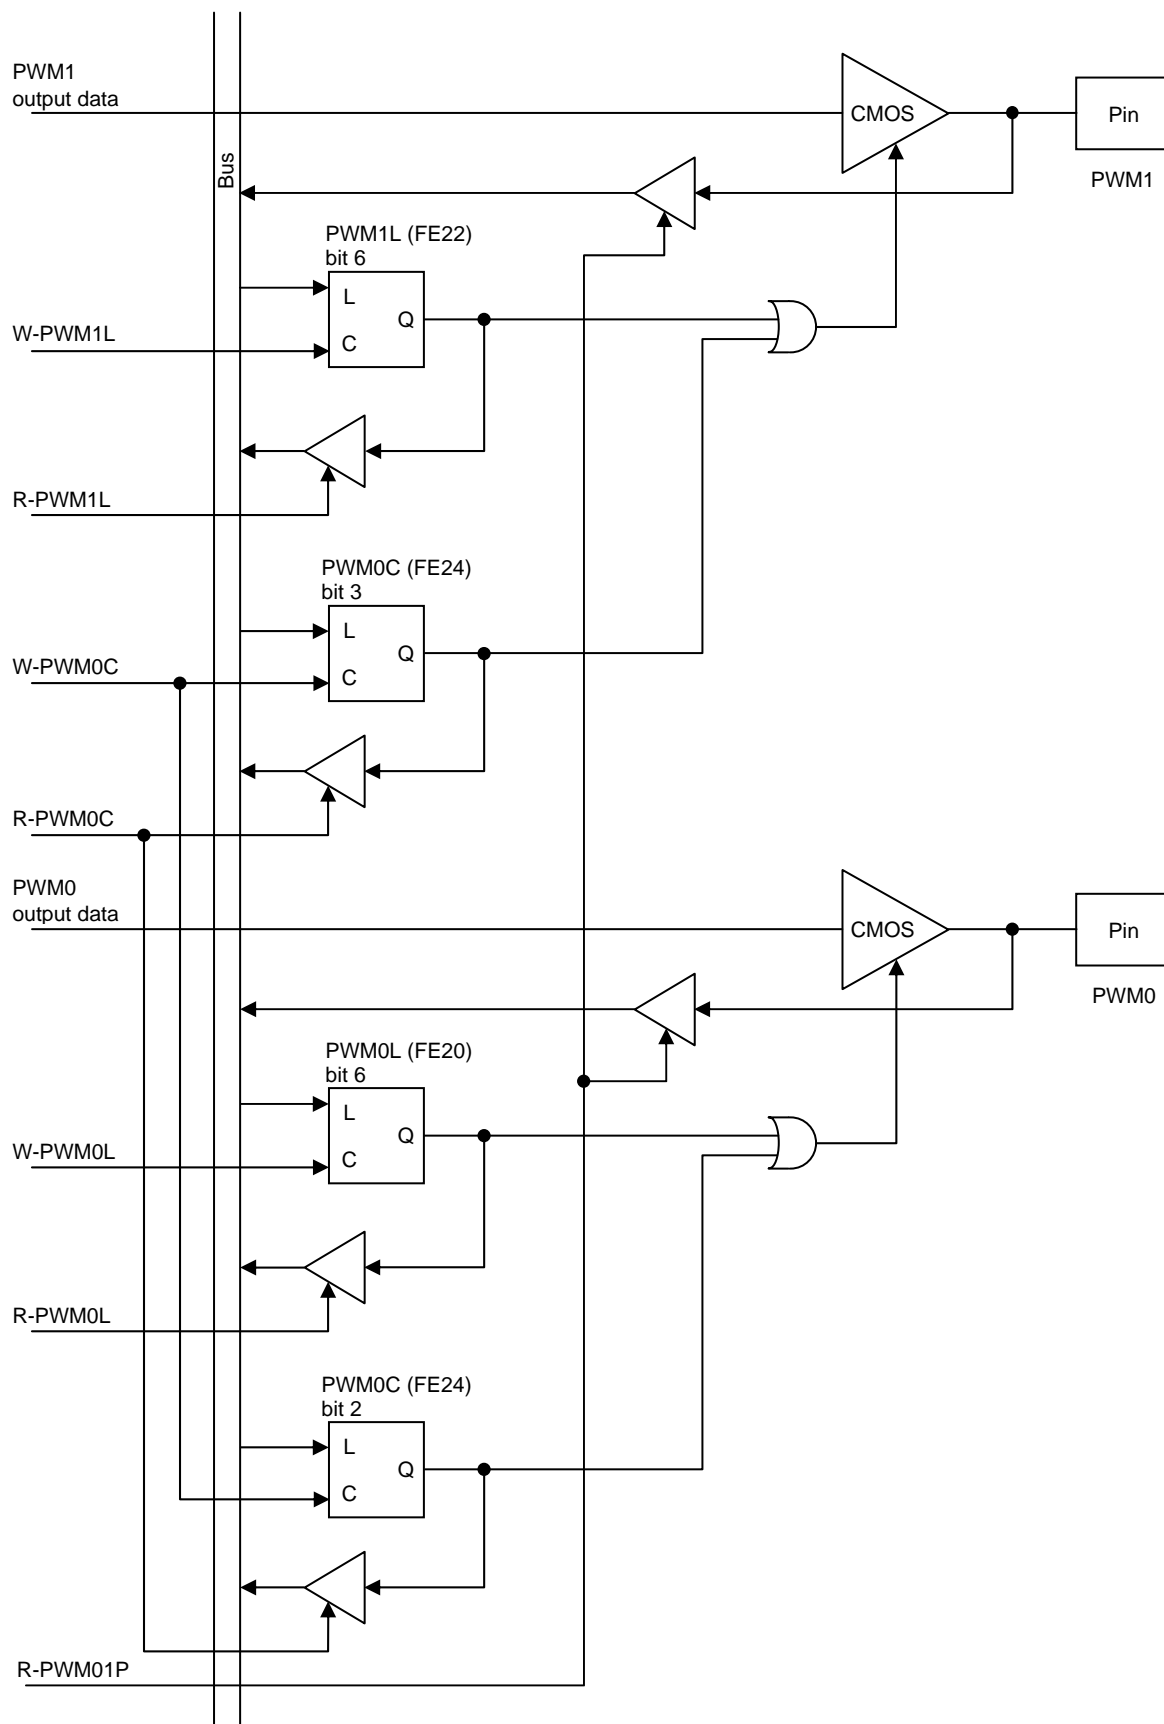 PWM1
output data
CMOS
Pin
PWM1
Bus
PWM1L (FE22)
bit 6
L
Q
C
W-PWM1L
R-PWM1L
PWM0C (FE24)
bit 3
L
Q
C
W-PWM0C
R-PWM0C
PWM0
output data
CMOS
Pin
PWM0
PWM0L (FE20)
bit 6
L
Q
C
W-PWM0L
R-PWM0L
PWM0C (FE24)
bit 2
L
Q
C
R-PWM01P